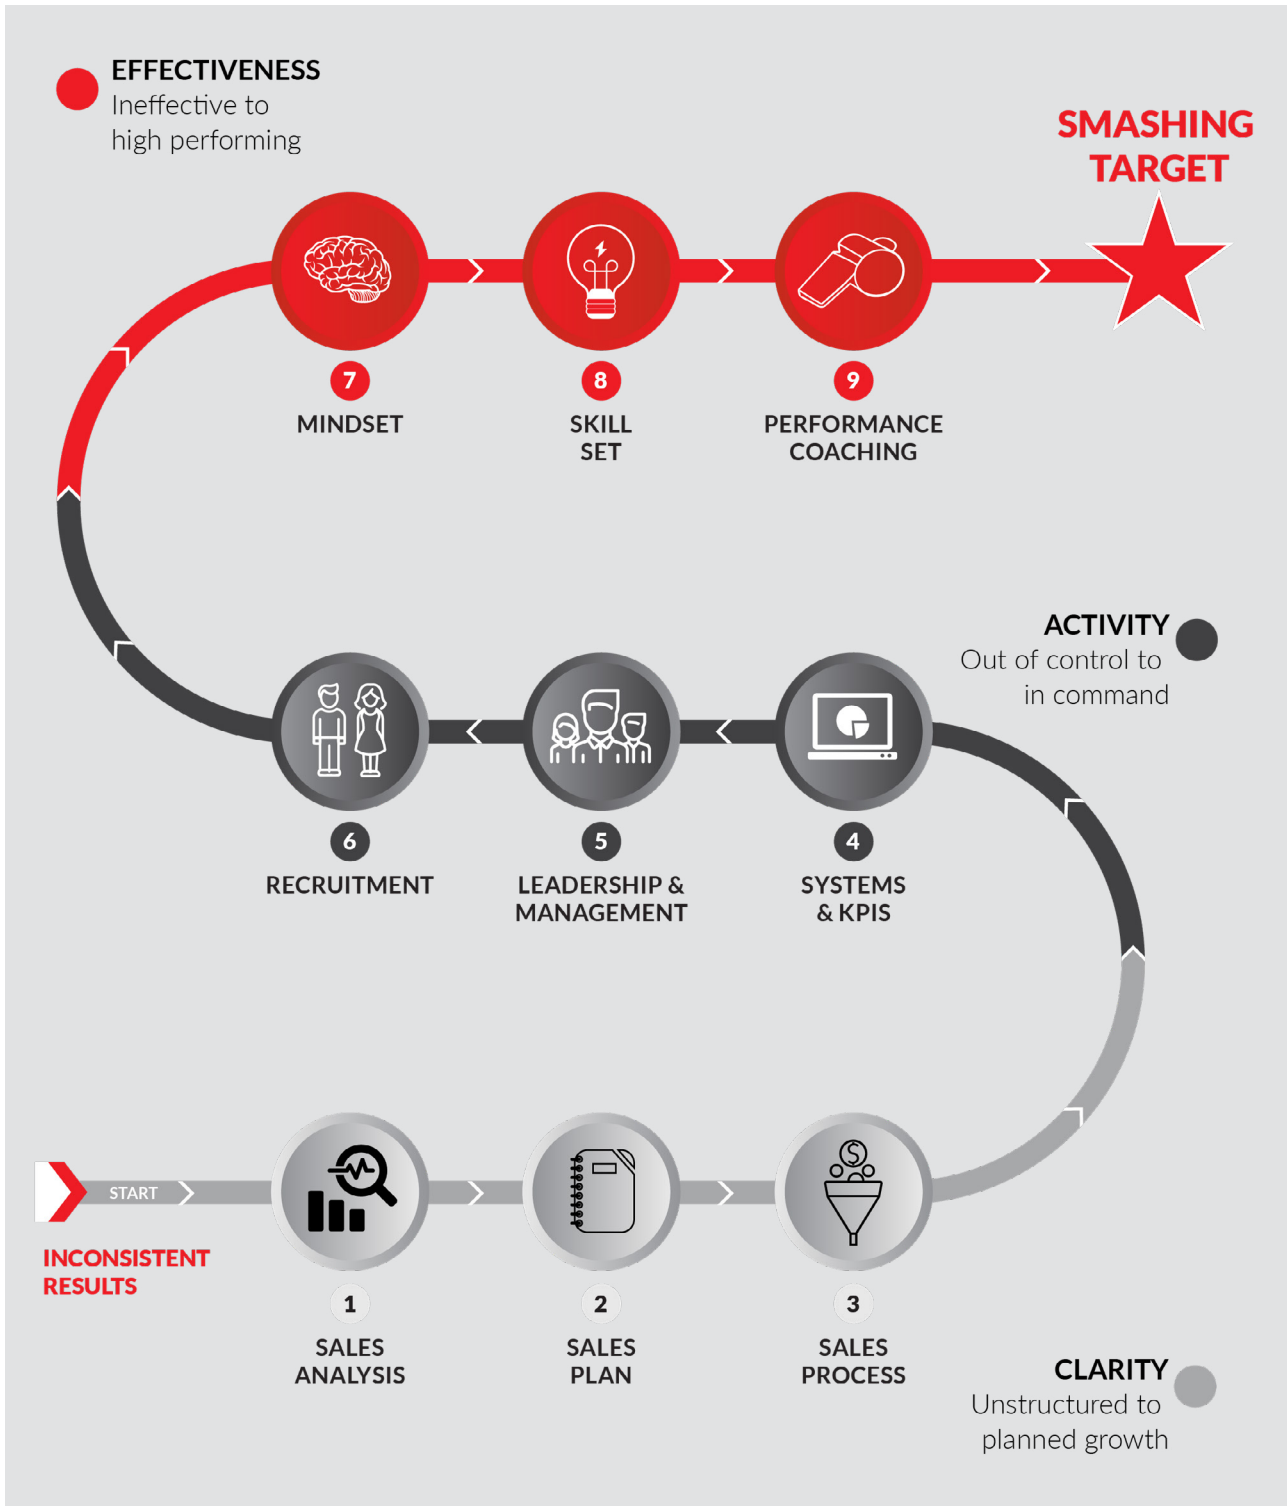 EFFECTIVENESS
Ineffective to
high performing
SMASHING
TARGET
7
8
9
MINDSET
SKILL
SET
PERFORMANCE
COACHING
ACTIVITY
Out of control to
in command
6
5
4
RECRUITMENT
LEADERSHIP &
MANAGEMENT
SYSTEMS
& KPIS
START
$
INCONSISTENT
RESULTS
1
2
3
SALES
ANALYSIS
SALES
PLAN
SALES
PROCESS
CLARITY
Unstructured to
planned growth